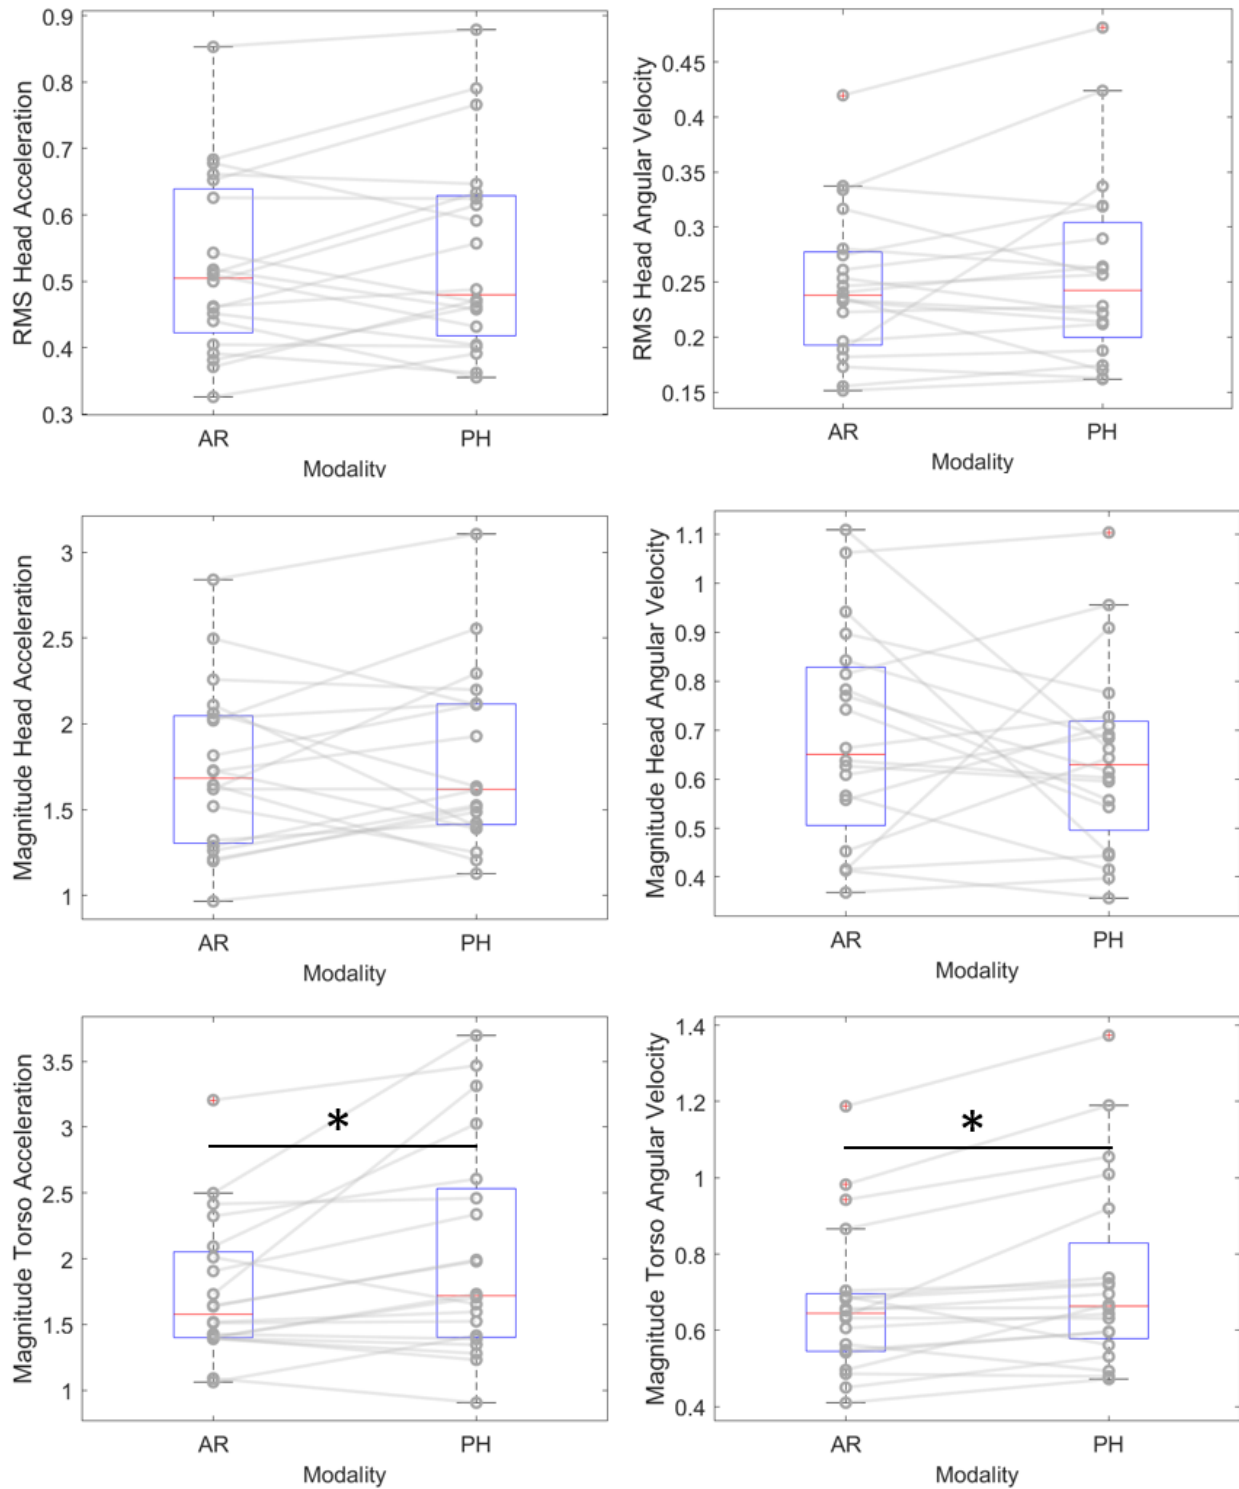 RMS Head Acceleration
0.9
0.8
0.7
0.6
0.5
0.4
0.3
AR PH
Modality
RMS Head Angular Velocity
0.45
0.4
0.35
0.3
0.25
0.2
0.15
AR PH
Modality
Magnitude Head Acceleration
3
2.5
2
1.5
1
AR PH
Modality
Magnitude Head Angular Velocity
1.1
1
0.9
0.8
0.7
0.6
0.5
0.4
AR PH
Modality
Magnitude Torso Acceleration
3.5
3
2.5
2
1.5
1
*
AR PH
Modality
Magnitude Torso Angular Velocity
1.4
1.2
1
0.8
0.6
0.4
*
AR PH
Modality